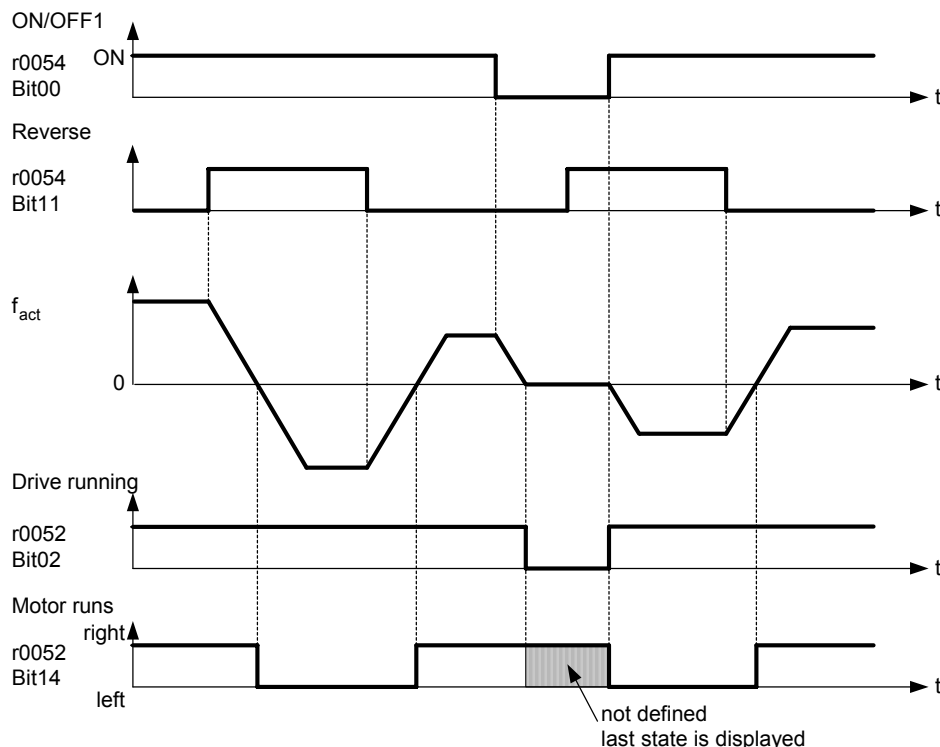 ON/OFF1
r0054
Bit00
ON
t
Reverse
r0054
Bit11
t
fact
0
t
Drive running
r0052
Bit02
t
Motor runs
right
r0052
Bit14
left
t
not defined
last state is displayed